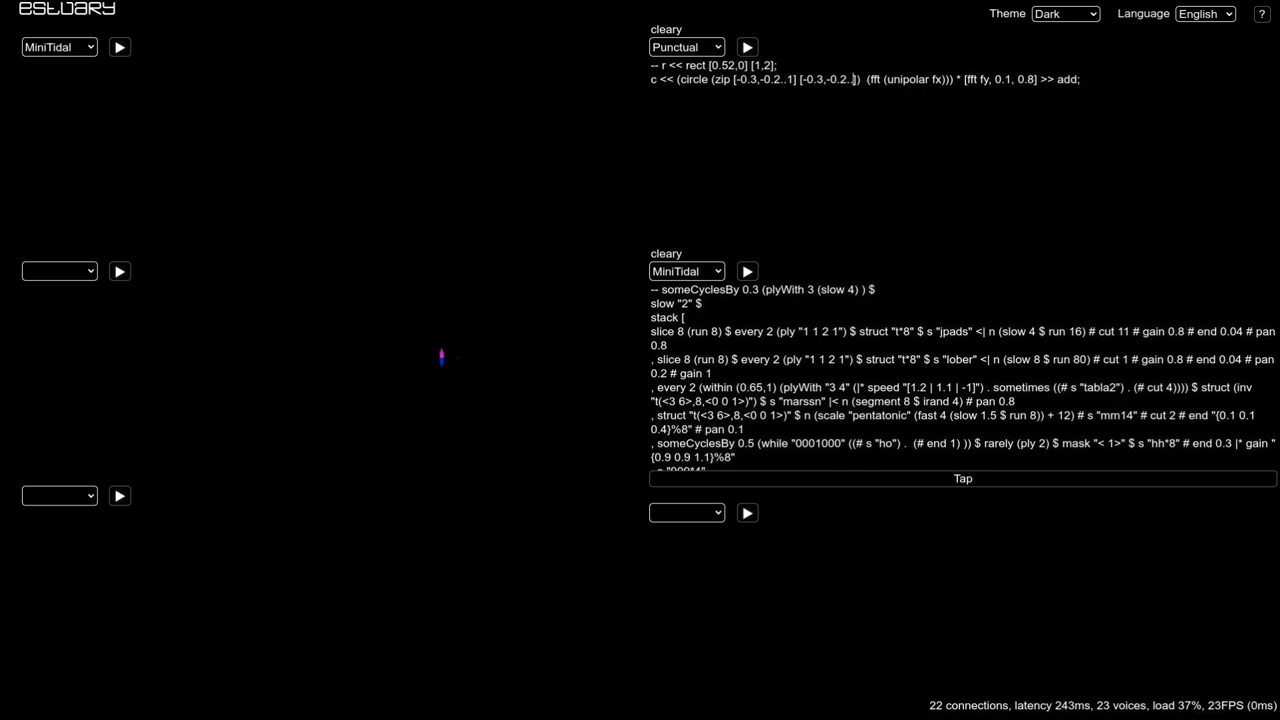 estuary
Theme Dark Language English ?
MiniTidal
cleary
Punctual
-- r << rect [0.52,0] [1,2];
c << (circle (zip [-0.3,-0.2..1] [-0.3,-0.2..]) (fft (unipolar fx))) * [fft fy, 0.1, 0.8] >> add;
cleary
MiniTidal
-- someCyclesBy 0.3 (plyWith 3 (slow 4) ) $
slow "2" $
stack [
slice 8 (run 8) $ every 2 (ply "1 1 2 1") $ struct "t*8" $ s "jpads" <| n (slow 4 $ run 16) # cut 11 # gain 0.8 # end 0.04 # pan
0.8
, slice 8 (run 8) $ every 2 (ply "1 1 2 1") $ struct "t*8" $ s "lober" <| n (slow 8 $ run 80) # cut 1 # gain 0.8 # end 0.04 # pan
0.2 # gain 1
, every 2 (within (0.65,1) (plyWith "3 4" (|* speed "[1.2 | 1.1 | -1]") . sometimes ((# s "tabla2") . (# cut 4)))) $ struct (inv
"t(<3 6>,8,<0 0 1>)") $ s "marssn" |< n (segment 8 $ irand 4) # pan 0.8
, struct "t(<3 6>,8,<0 0 1>)" $ n (scale "pentatonic" (fast 4 (slow 1.5 $ run 8)) + 12) # s "mm14" # cut 2 # end "{0.1 0.1
0.4}%8" # pan 0.1
, someCyclesBy 0.5 (while "0001000" ((# s "ho") . (# end 1) )) $ rarely (ply 2) $ mask "< 1>" $ s "hh*8" # end 0.3 |* gain "
{0.9 0.9 1.1}%8"
Tap
22 connections, latency 243ms, 23 voices, load 37%, 23FPS (0ms)